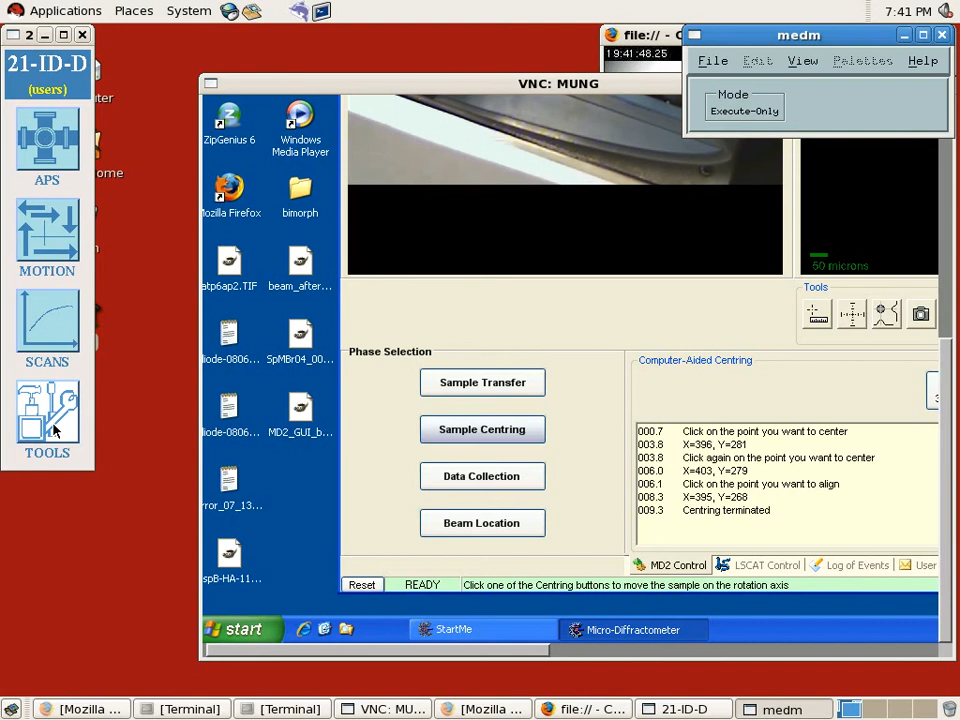 Applications Places System 7:41 PM
2
21-ID-D
(users)
APS
MOTION
SCANS
TOOLS
file:// -
19:41:48.25
medm
File Edit View Palettes Help
Mode
Execute-Only
VNC: MUNG
ZipGenius 6
Windows Media Player
Mozilla Firefox
bimorph
atp6ap2.TIF
beam_after...
SpMBr04_00...
MD2_GUI_b...
spB-HA-11...
50 microns
Tools
Phase Selection
Sample Transfer
Sample Centring
Data Collection
Beam Location
Computer-Aided Centring
000.7 Click on the point you want to center
003.8 X=396, Y=281
003.8 Click again on the point you want to center
006.0 X=403, Y=279
006.1 Click on the point you want to align
008.3 X=395, Y=268
009.3 Centring terminated
MD2 Control LSCAT Control Log of Events User
Reset READY Click one of the Centring buttons to move the sample on the rotation axis
start StartMe Micro-Diffractometer
[Mozilla ... [Terminal] [Terminal] VNC: MU... [Mozilla ... file:// - C... 21-ID-D medm